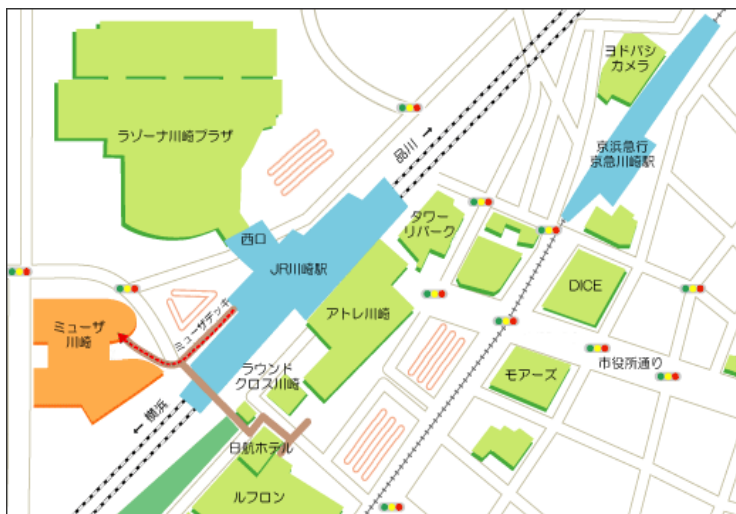 ヨドバシ
カメラ
ラゾーナ川崎プラザ
品川
→
京浜急行
京急川崎駅
タワー
リパーク
西口
JR川崎駅
DICE
アトレ川崎
ミューザ
川崎
ミューザデッキ
ラウンド
クロス川崎
モアーズ
市役所通り
← 横浜
日航ホテル
ルフロン